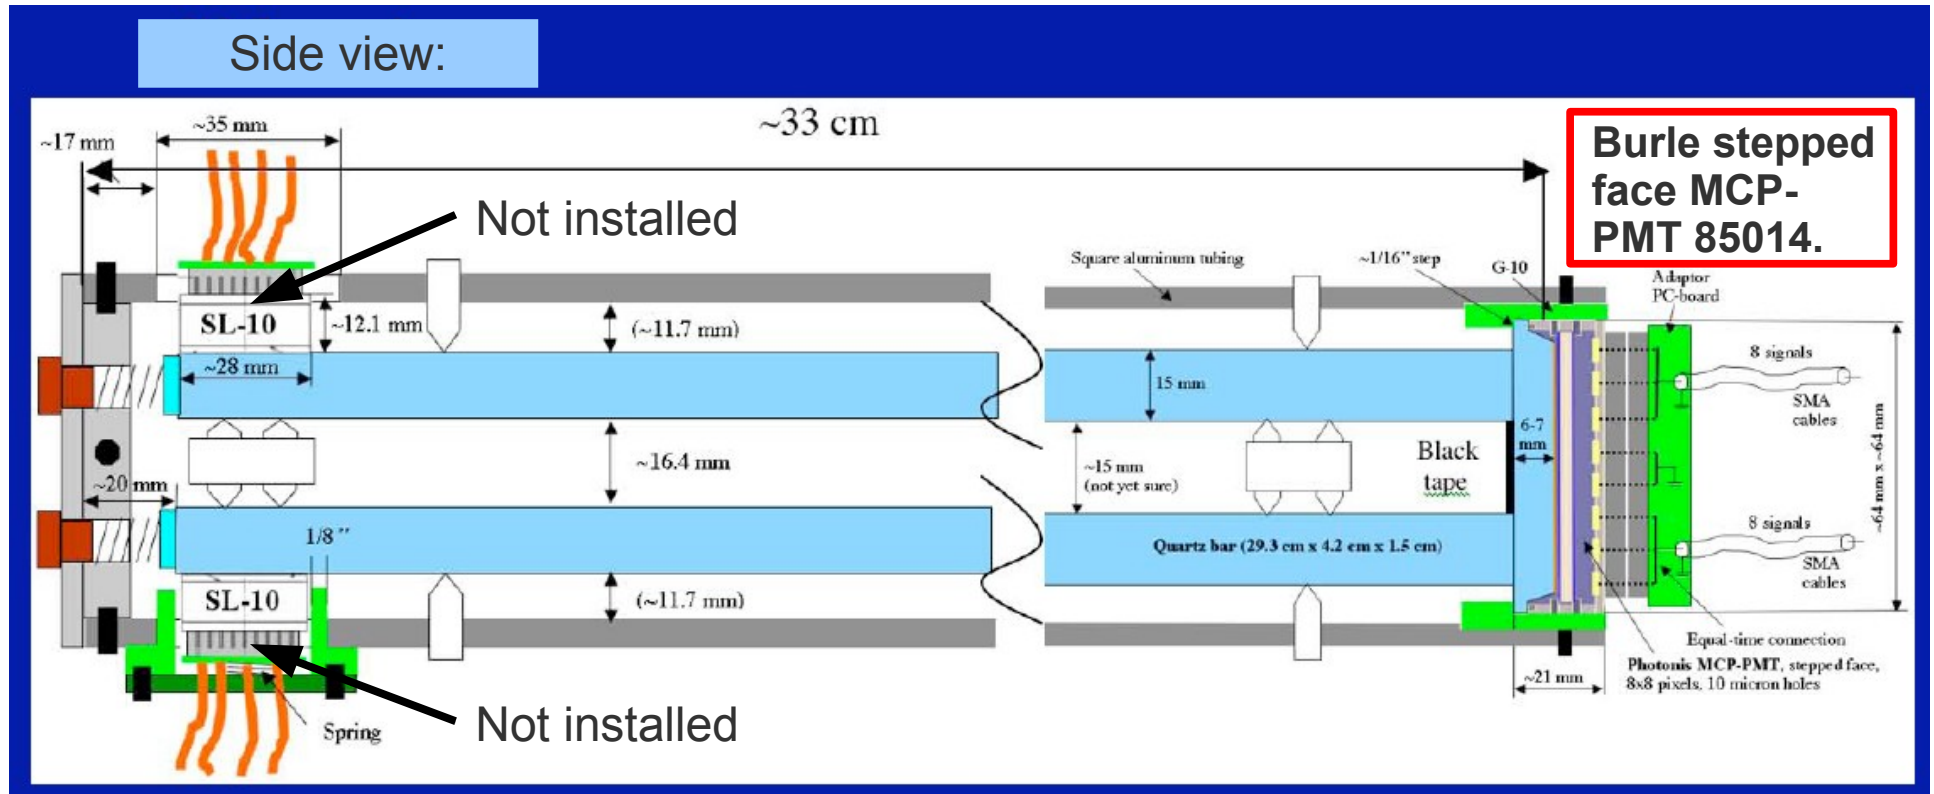 Side view:
~33 cm
~35 mm
~17 mm
Burle stepped
face MCP-
PMT 85014.
Not installed
Square aluminum tubing
~1/16" step
G-10
Adaptor
PC-board
SL-10
~12.1 mm
(~11.7 mm)
~28 mm
15 mm
8 signals
SMA
cables
6-7
mm
~64 mm x ~64 mm
~16.4 mm
~15 mm
(not yet sure)
Black
tape
~20 mm
1/8"
Quartz bar (29.3 cm x 4.2 cm x 1.5 cm)
8 signals
SMA
cables
SL-10
(~11.7 mm)
Equal-time connection
Photonis MCP-PMT, stepped face,
8x8 pixels, 10 micron holes
~21 mm
Not installed
Spring